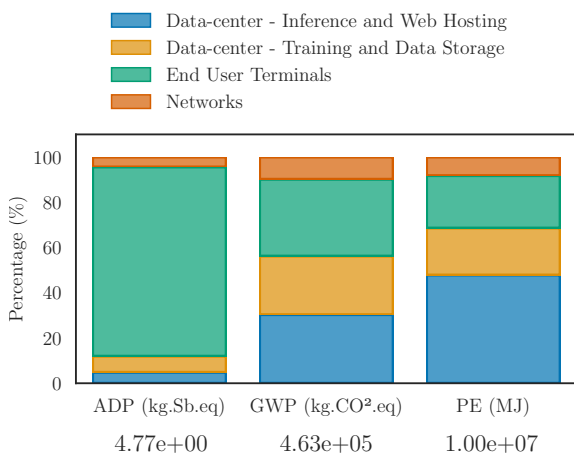 Data-center - Inference and Web Hosting
Data-center - Training and Data Storage
End User Terminals
Networks
Percentage (%)
100
80
60
40
20
0
ADP (kg.Sb.eq) GWP (kg.CO².eq) PE (MJ)
4.77e+00 4.63e+05 1.00e+07